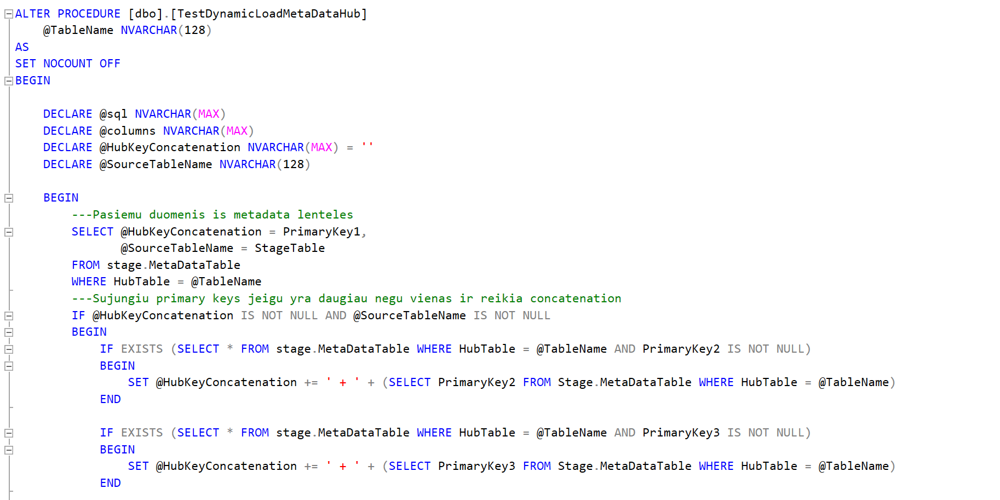 ALTER PROCEDURE [dbo].[TestDynamicLoadMetaDataHub]
    @TableName NVARCHAR(128)
AS
SET NOCOUNT OFF
BEGIN

    DECLARE @sql NVARCHAR(MAX)
    DECLARE @columns NVARCHAR(MAX)
    DECLARE @HubKeyConcatenation NVARCHAR(MAX) = ''
    DECLARE @SourceTableName NVARCHAR(128)

    BEGIN
        ---Pasiemu duomenis is metadata lenteles
        SELECT @HubKeyConcatenation = PrimaryKey1,
               @SourceTableName = StageTable
        FROM stage.MetaDataTable
        WHERE HubTable = @TableName
        ---Sujungiu primary keys jeigu yra daugiau negu vienas ir reikia concatenation
        IF @HubKeyConcatenation IS NOT NULL AND @SourceTableName IS NOT NULL
        BEGIN
            IF EXISTS (SELECT * FROM stage.MetaDataTable WHERE HubTable = @TableName AND PrimaryKey2 IS NOT NULL)
            BEGIN
                SET @HubKeyConcatenation += ' + ' + (SELECT PrimaryKey2 FROM Stage.MetaDataTable WHERE HubTable = @TableName)
            END

            IF EXISTS (SELECT * FROM stage.MetaDataTable WHERE HubTable = @TableName AND PrimaryKey3 IS NOT NULL)
            BEGIN
                SET @HubKeyConcatenation += ' + ' + (SELECT PrimaryKey3 FROM Stage.MetaDataTable WHERE HubTable = @TableName)
            END